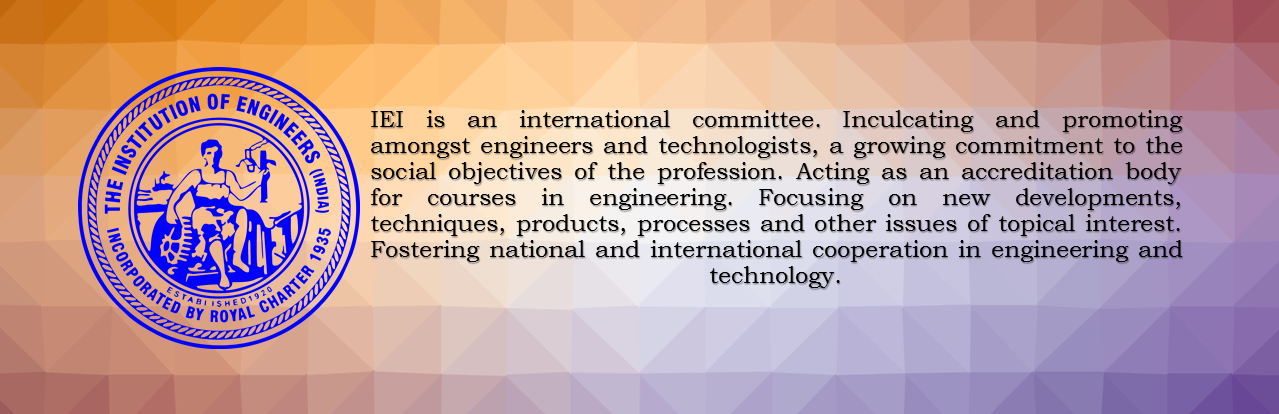 THE INSTITUTION OF ENGINEERS (INDIA)
INCORPORATED BY ROYAL CHARTER 1935
ESTABLISHED 1920
IEI is an international committee. Inculcating and promoting
amongst engineers and technologists, a growing commitment to the
social objectives of the profession. Acting as an accreditation body
for courses in engineering. Focusing on new developments,
techniques, products, processes and other issues of topical interest.
Fostering national and international cooperation in engineering and
technology.